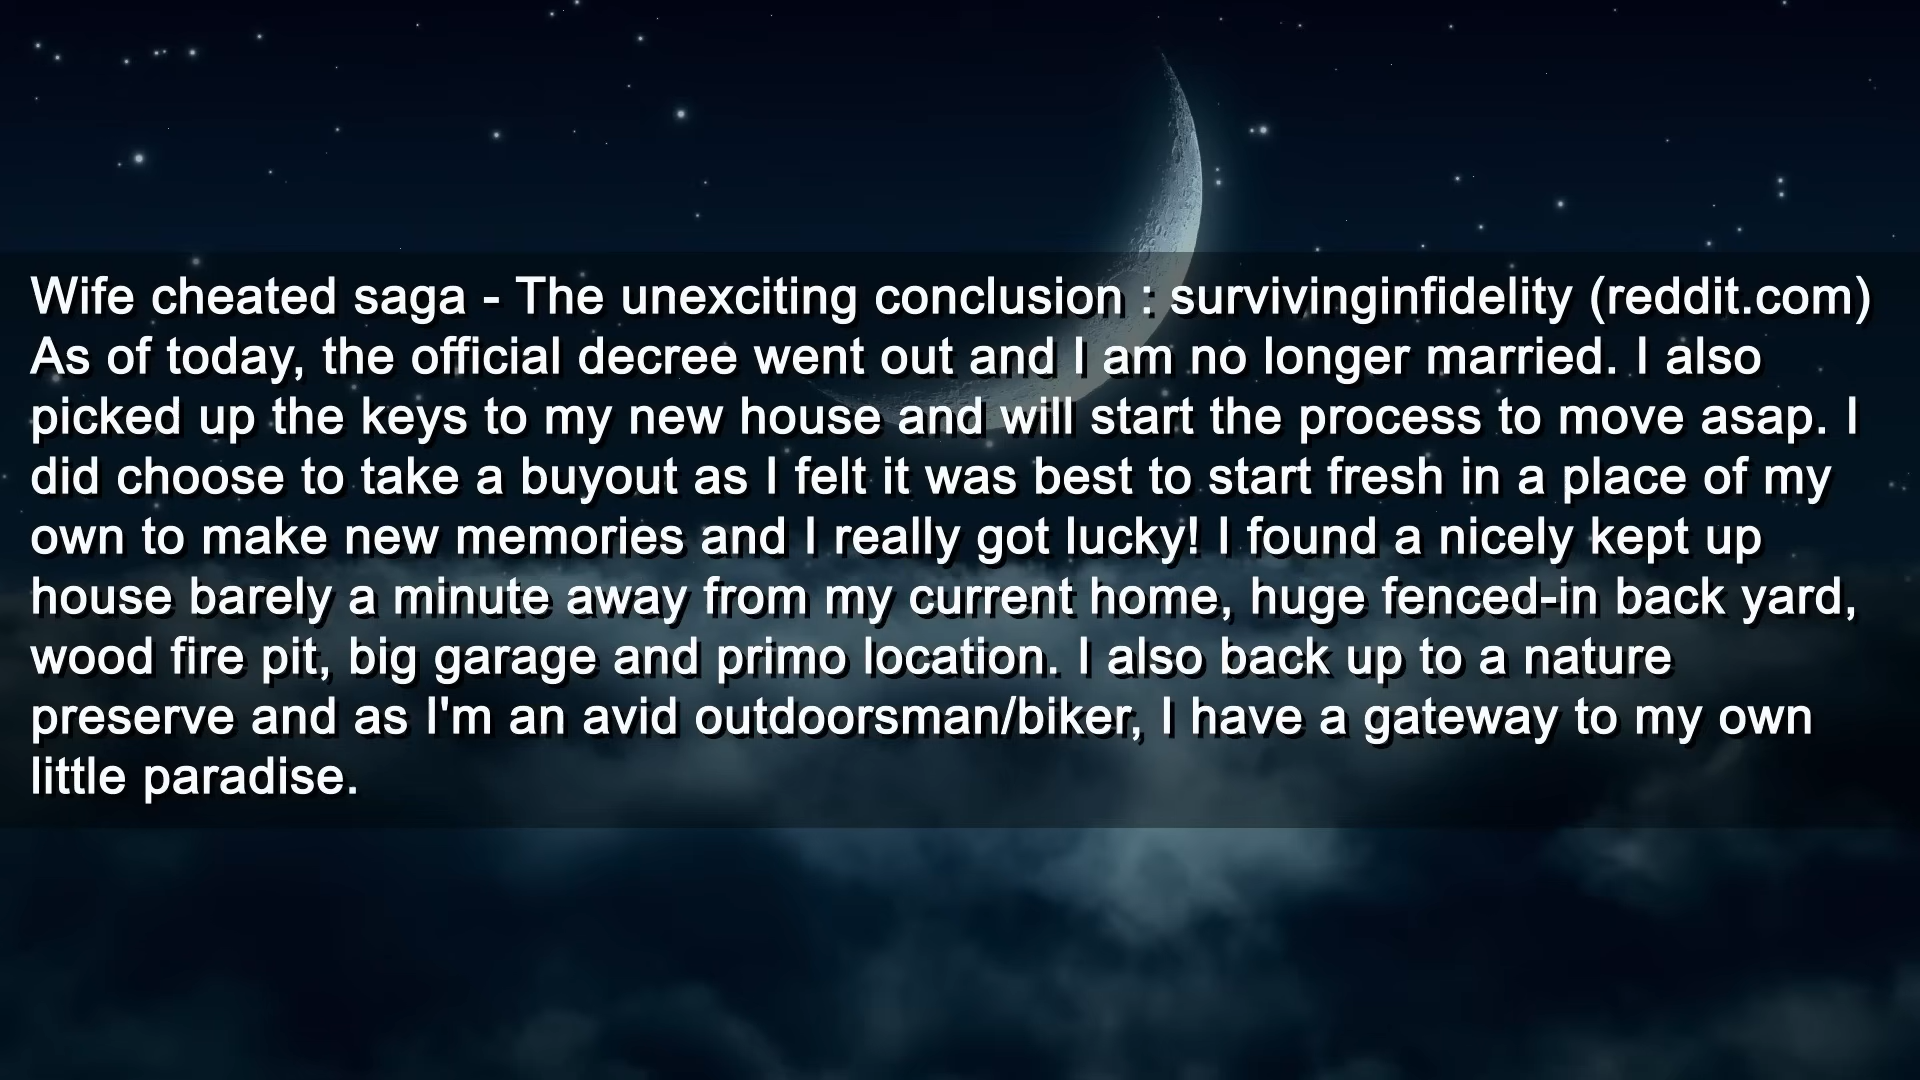 Wife cheated saga - The unexciting conclusion : survivinginfidelity (reddit.com)
As of today, the official decree went out and I am no longer married. I also
picked up the keys to my new house and will start the process to move asap. I
did choose to take a buyout as I felt it was best to start fresh in a place of my
own to make new memories and I really got lucky! I found a nicely kept up
house barely a minute away from my current home, huge fenced-in back yard,
wood fire pit, big garage and primo location. I also back up to a nature
preserve and as I'm an avid outdoorsman/biker, I have a gateway to my own
little paradise.